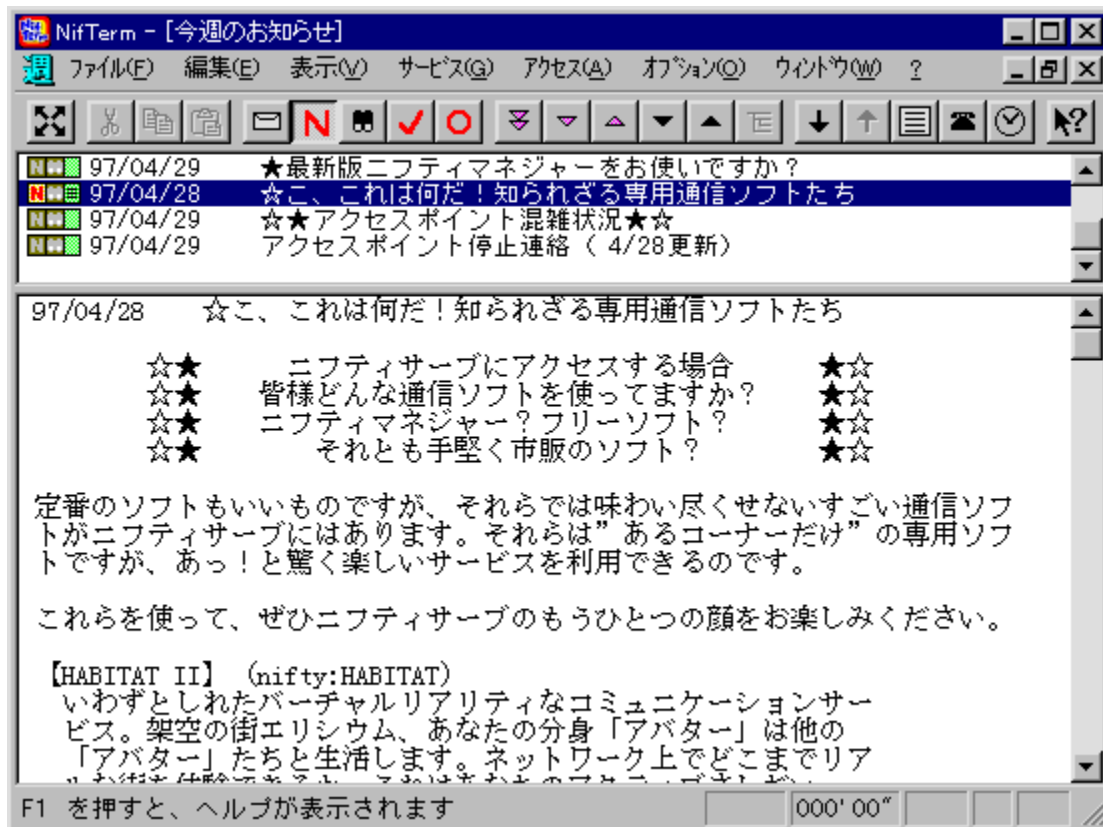 NifTerm - [今週のお知らせ]
週 ファイル(F) 編集(E) 表示(V) サービス(G) アクセス(A) オプション(O) ウィンドウ(W) ?
97/04/29 ★最新版ニフティマネジャーをお使いですか？
97/04/28 ☆こ、これは何だ！知られざる専用通信ソフトたち
97/04/29 ☆★アクセスポイント混雑状況★☆
97/04/29 アクセスポイント停止連絡（ 4/28更新）
97/04/28 ☆こ、これは何だ！知られざる専用通信ソフトたち
☆★ ニフティサーブにアクセスする場合 ★☆
☆★ 皆様どんな通信ソフトを使ってますか？ ★☆
☆★ ニフティマネジャー？フリーソフト？ ★☆
☆★ それとも手堅く市販のソフト？ ★☆
定番のソフトもいいものですが、それらでは味わい尽くせないすごい通信ソフ
トがニフティサーブにはあります。それらは”あるコーナーだけ”の専用ソフ
トですが、あっ！と驚く楽しいサービスを利用できるのです。
これらを使って、ぜひニフティサーブのもうひとつの顔をお楽しみください。
【HABITAT II】 (nifty:HABITAT)
いわずとしれたバーチャルリアリティなコミュニケーションサー
ビス。架空の街エリシウム、あなたの分身「アバター」は他の
「アバター」たちと生活します。ネットワーク上でどこまでリア
F1 を押すと、ヘルプが表示されます 000' 00"